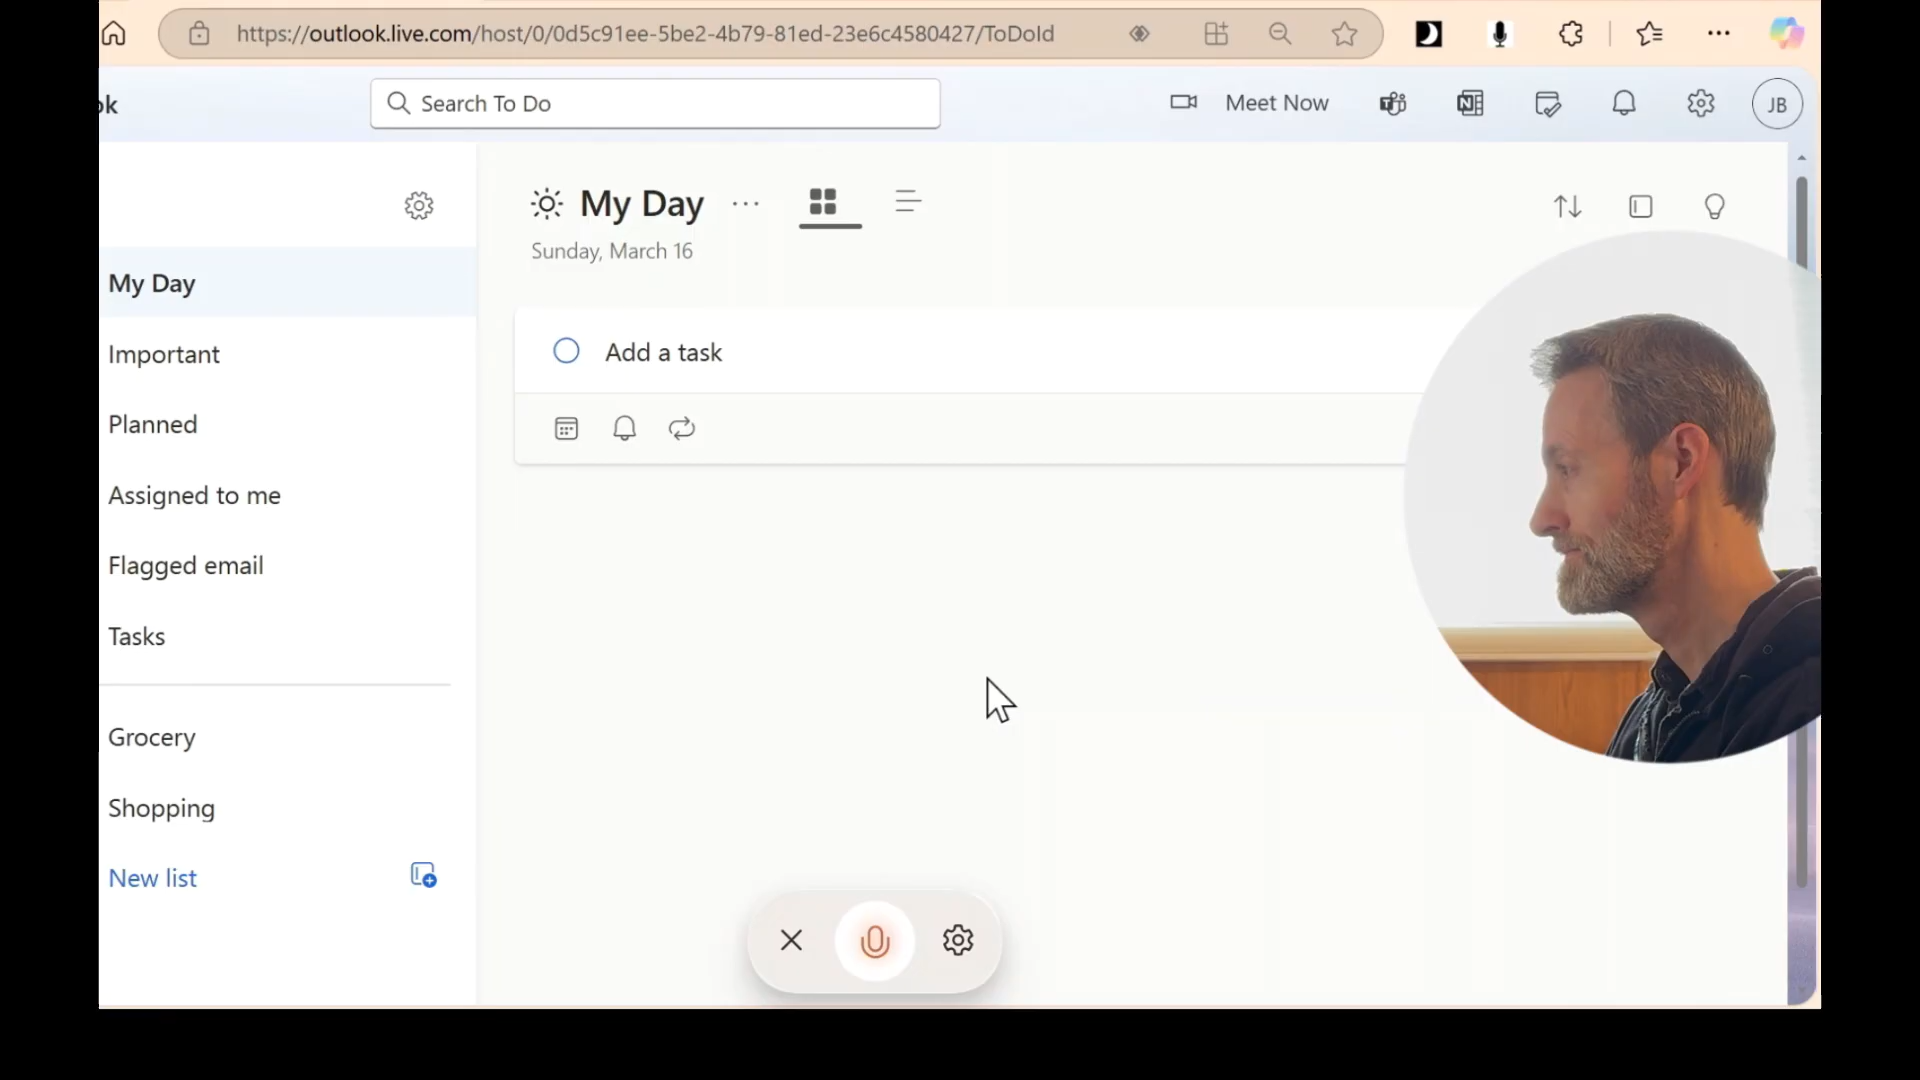 https://outlook.live.com/host/0/0d5c91ee-5be2-4b79-81ed-23e6c4580427/ToDoId
ok
Search To Do
Meet Now
JB
My Day
Sunday, March 16
My Day
Important
Planned
Assigned to me
Flagged email
Tasks
Grocery
Shopping
New list
Add a task